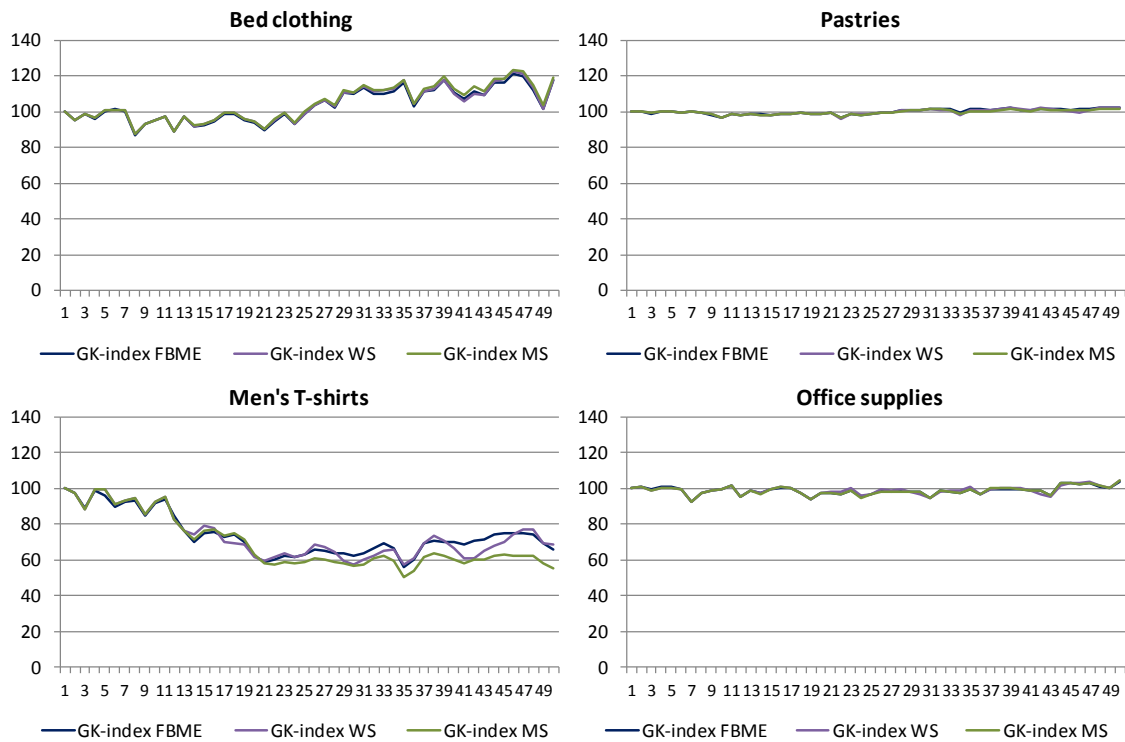 Bed clothing
140
120
100
80
60
40
20
0
1 3 5 7 9 11 13 15 17 19 21 23 25 27 29 31 33 35 37 39 41 43 45 47 49
GK-index FBME GK-index WS GK-index MS
Pastries
140
120
100
80
60
40
20
0
1 3 5 7 9 11 13 15 17 19 21 23 25 27 29 31 33 35 37 39 41 43 45 47 49
GK-index FBME GK-index WS GK-index MS
Men's T-shirts
140
120
100
80
60
40
20
0
1 3 5 7 9 11 13 15 17 19 21 23 25 27 29 31 33 35 37 39 41 43 45 47 49
GK-index FBME GK-index WS GK-index MS
Office supplies
140
120
100
80
60
40
20
0
1 3 5 7 9 11 13 15 17 19 21 23 25 27 29 31 33 35 37 39 41 43 45 47 49
GK-index FBME GK-index WS GK-index MS